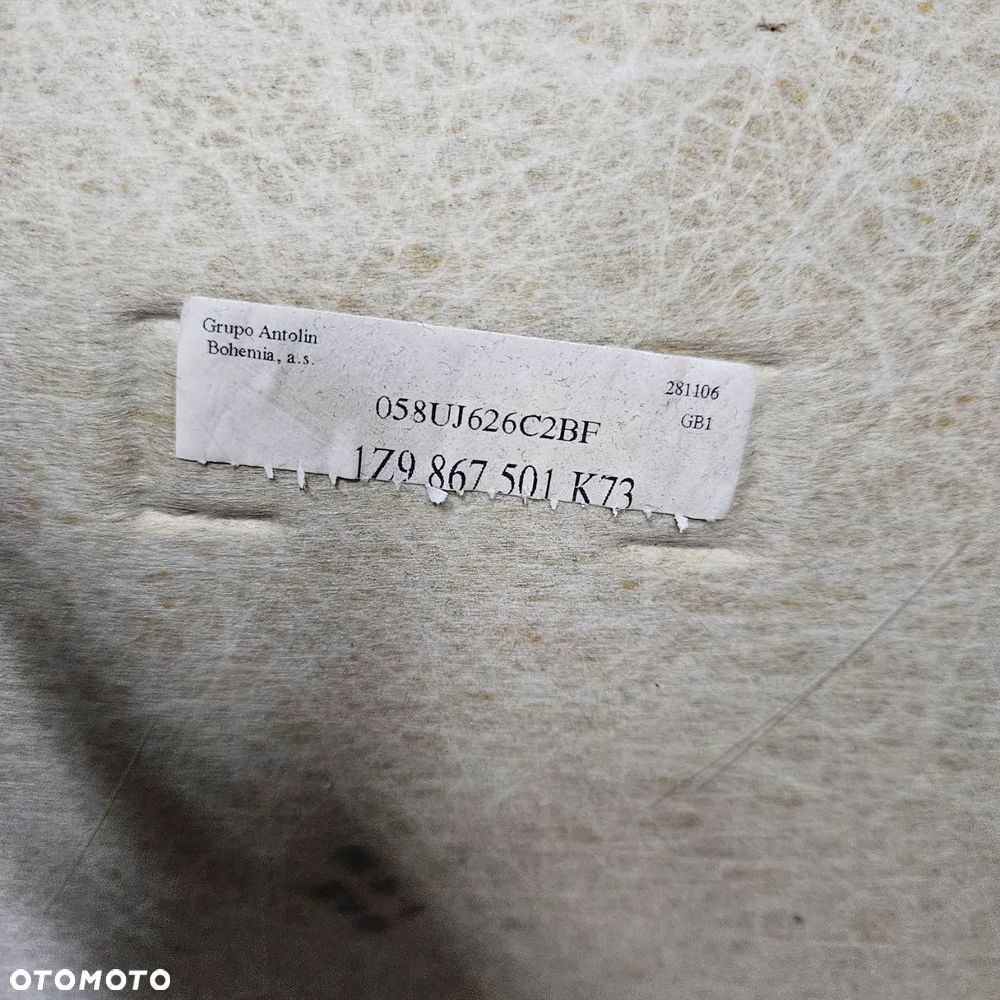 Grupo Antolin
Bohemia, a.s.
281106
058UJ626C2BF
GB1
1Z9 867 501 K73
OTOMOTO